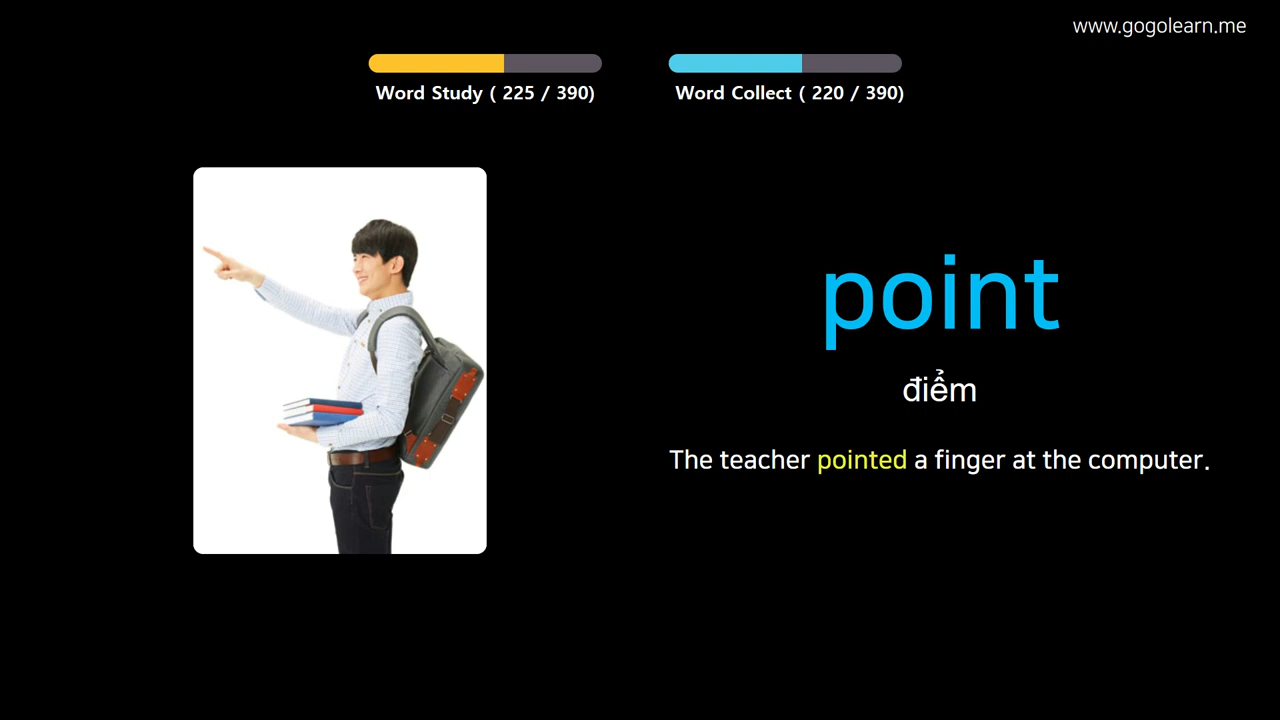 www.gogolearn.me
Word Study ( 225 / 390)
Word Collect ( 220 / 390)
point
điểm
The teacher pointed a finger at the computer.